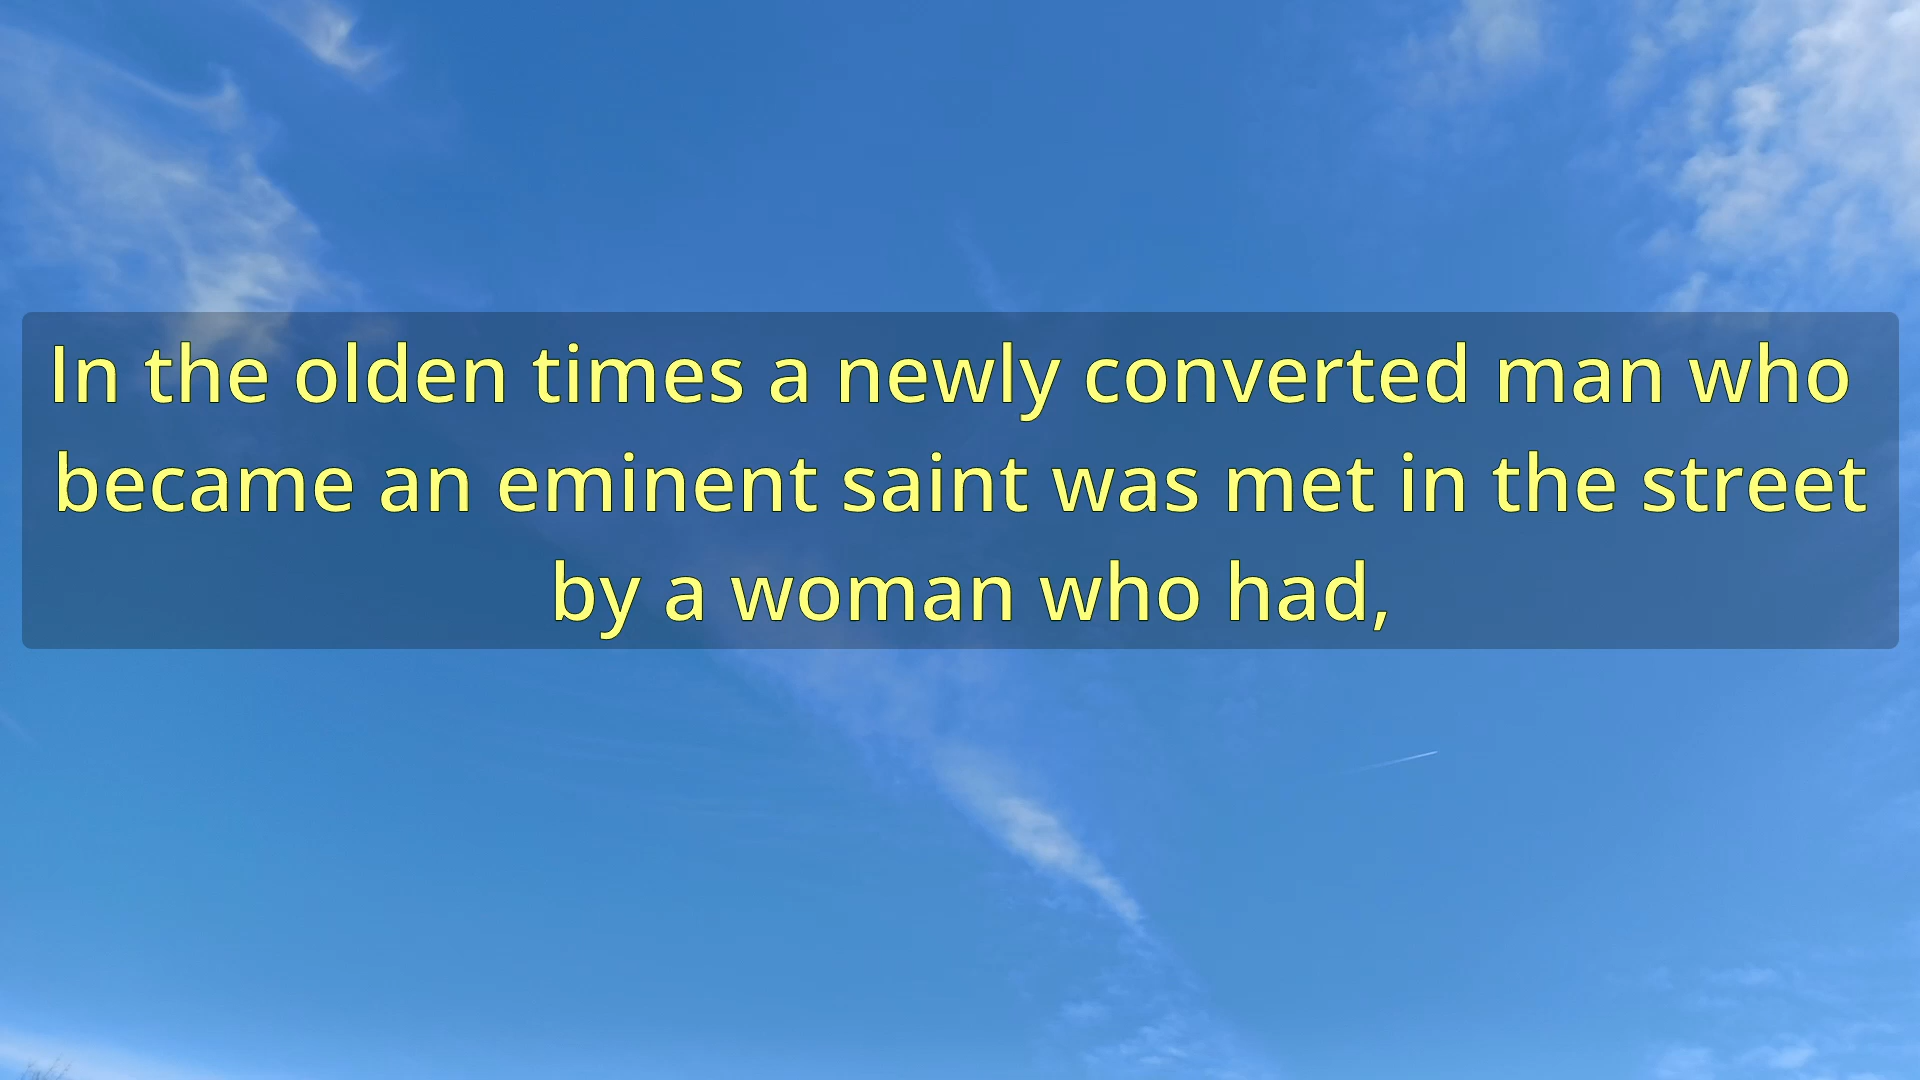 In the olden times a newly converted man who
became an eminent saint was met in the street
by a woman who had,